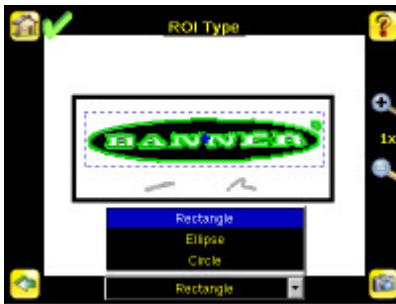 ROI Type
?
BANNER
1x
Rectangle
Ellipse
Circle
Rectangle